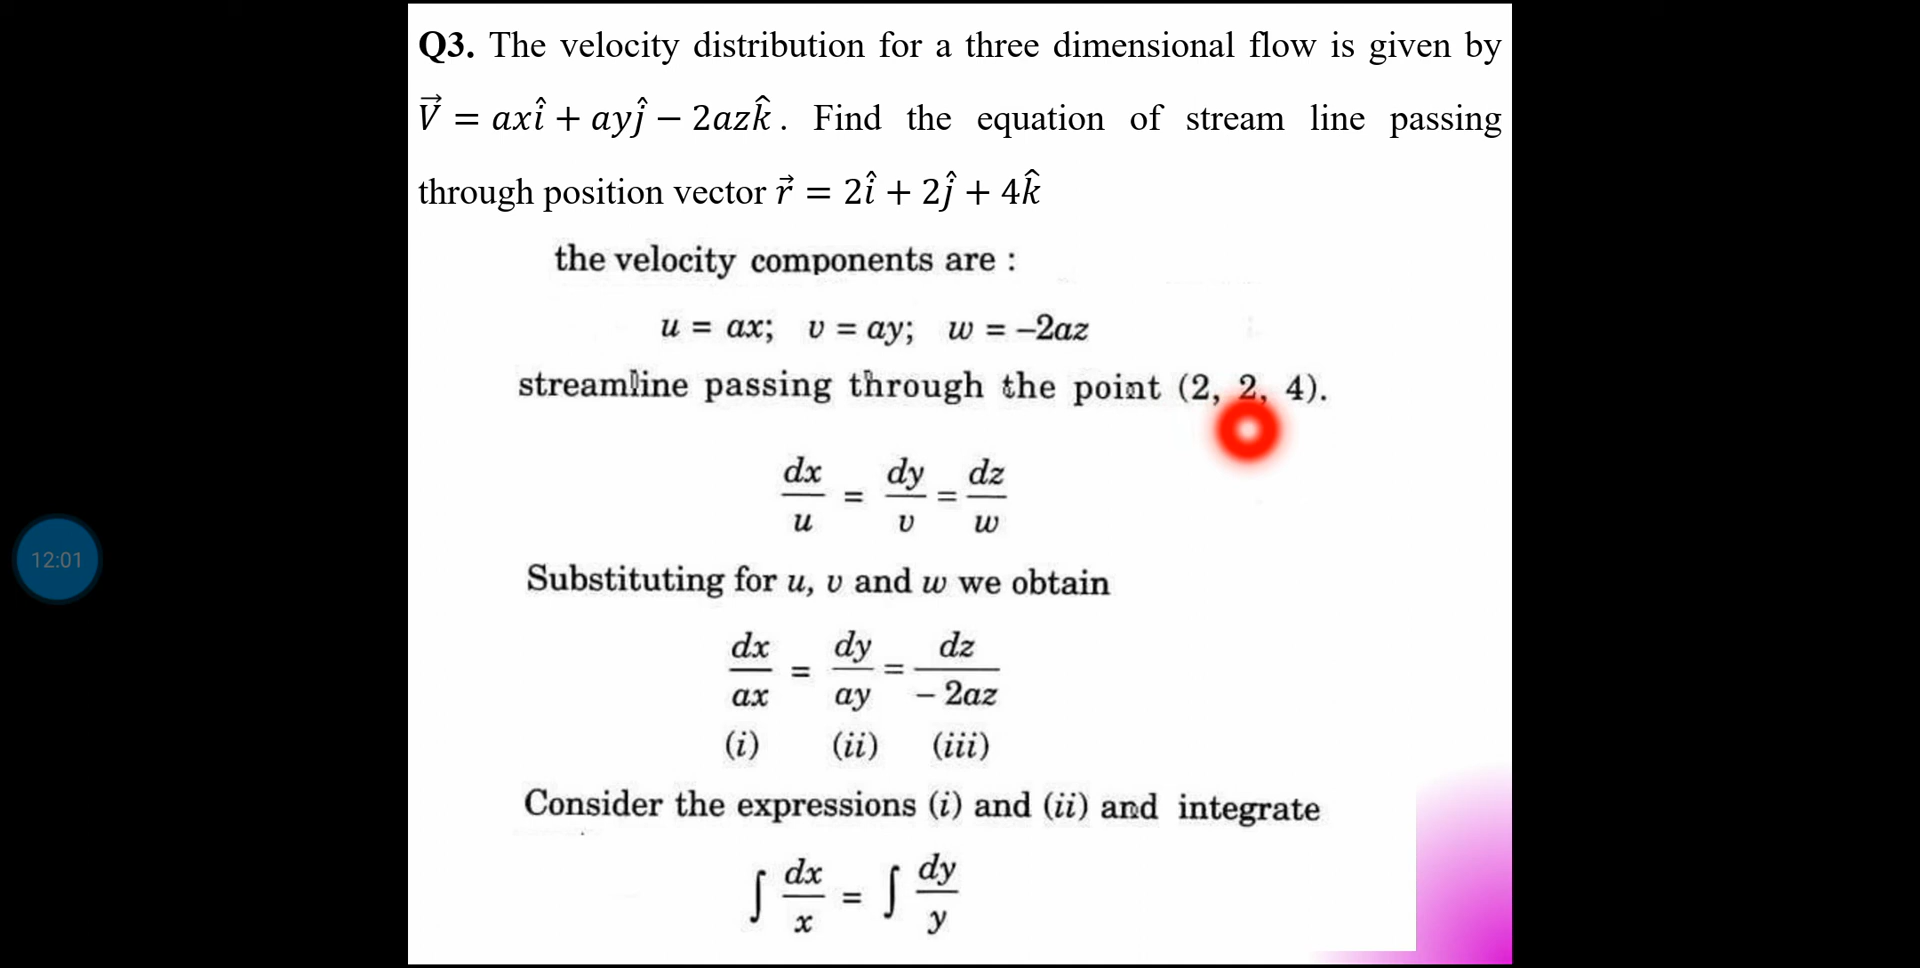 Q3. The velocity distribution for a three dimensional flow is given by
V⃗ = axî + ayĵ − 2azk̂ . Find the equation of stream line passing
through position vector r⃗ = 2î + 2ĵ + 4k̂
the velocity components are :
u = ax; v = ay; w = –2az
streamline passing through the point (2, 2, 4).
dx/u = dy/v = dz/w
Substituting for u, v and w we obtain
dx/ax = dy/ay = dz/– 2az
(i) (ii) (iii)
12:01
Consider the expressions (i) and (ii) and integrate
∫ dx/x = ∫ dy/y